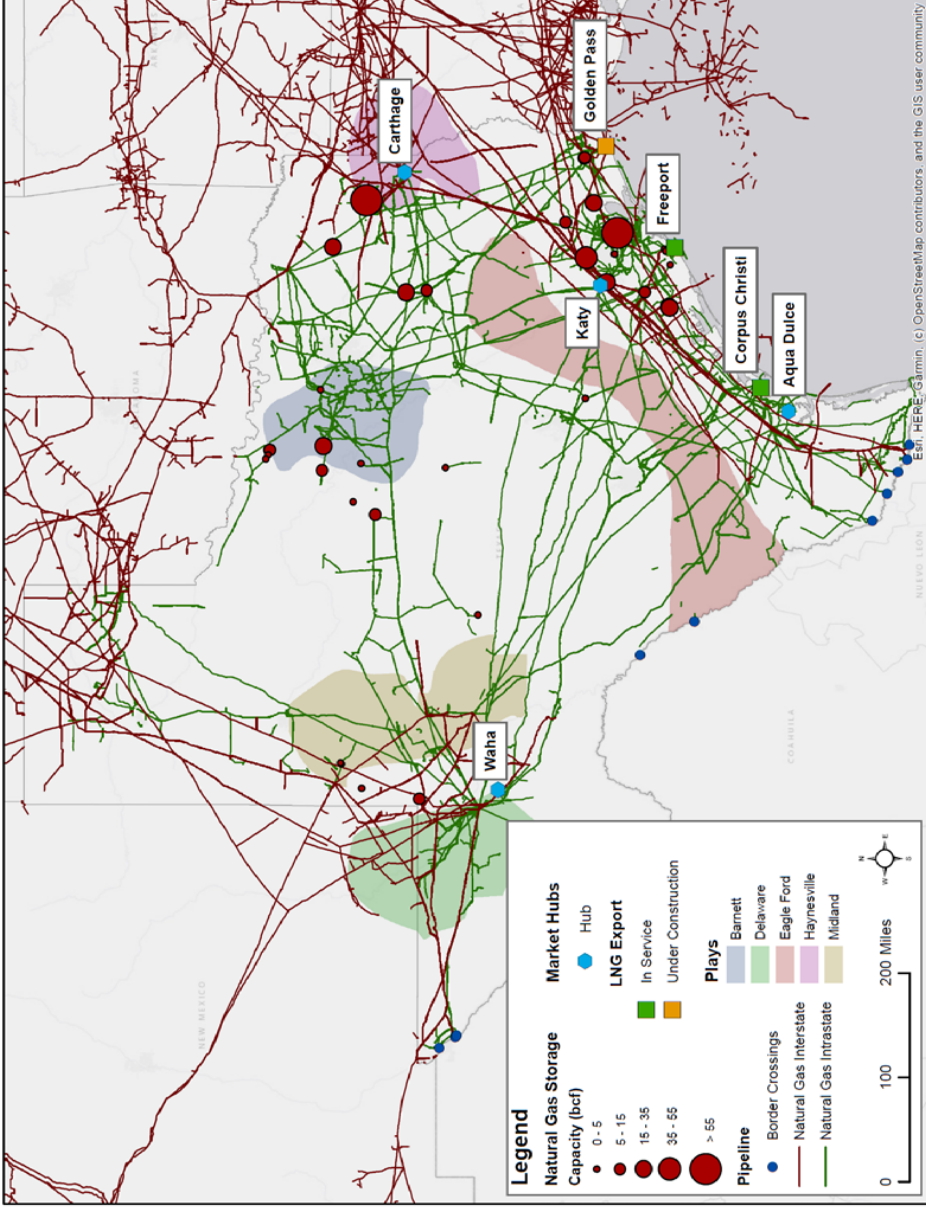 Carthage
Golden Pass
Freeport
Katy
Corpus Christi
Aqua Dulce
Waha
NEW MEXICO
COAHUILA
NUEVO LEON
Legend
Natural Gas Storage
Capacity (bcf)
0 - 5
5 - 15
15 - 35
35 - 55
> 55
Pipeline
Border Crossings
Natural Gas Interstate
Natural Gas Intrastate
Market Hubs
Hub
LNG Export
In Service
Under Construction
Plays
Barnett
Delaware
Eagle Ford
Haynesville
Midland
0 100 200 Miles
N
W E
S
Esri, HERE, Garmin, (c) OpenStreetMap contributors, and the GIS user community